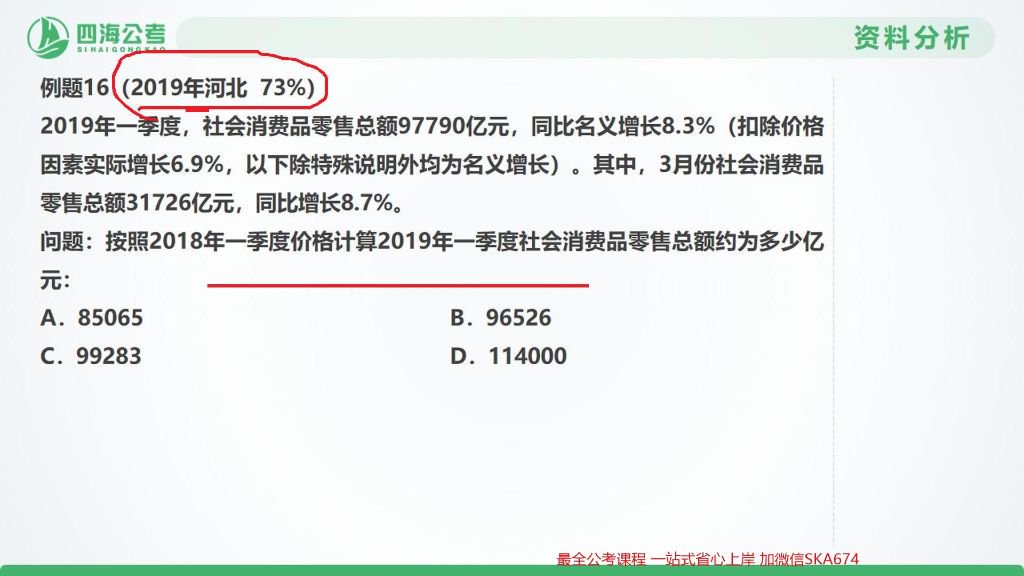 四海公考
SIHAIGONGKAO
资料分析
例题16（2019年河北 73%）
2019年一季度，社会消费品零售总额97790亿元，同比名义增长8.3%（扣除价格
因素实际增长6.9%，以下除特殊说明外均为名义增长）。其中，3月份社会消费品
零售总额31726亿元，同比增长8.7%。
问题：按照2018年一季度价格计算2019年一季度社会消费品零售总额约为多少亿
元：
A．85065
B．96526
C．99283
D．114000
最全公考课程 一站式省心上岸 加微信SKA674